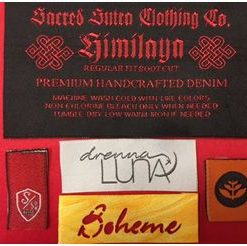 Sacred Sutra Clothing Co.
Himilaya
REGULAR FIT BOOT CUT
PREMIUM HANDCRAFTED DENIM
MACHINE WASH COLD WITH LIKE COLORS
NON CHLORINE BLEACH ONLY WHEN NEEDED
TUMBLE DRY LOW WARM IRON IF NEEDED
drenna
LUNA
Boheme